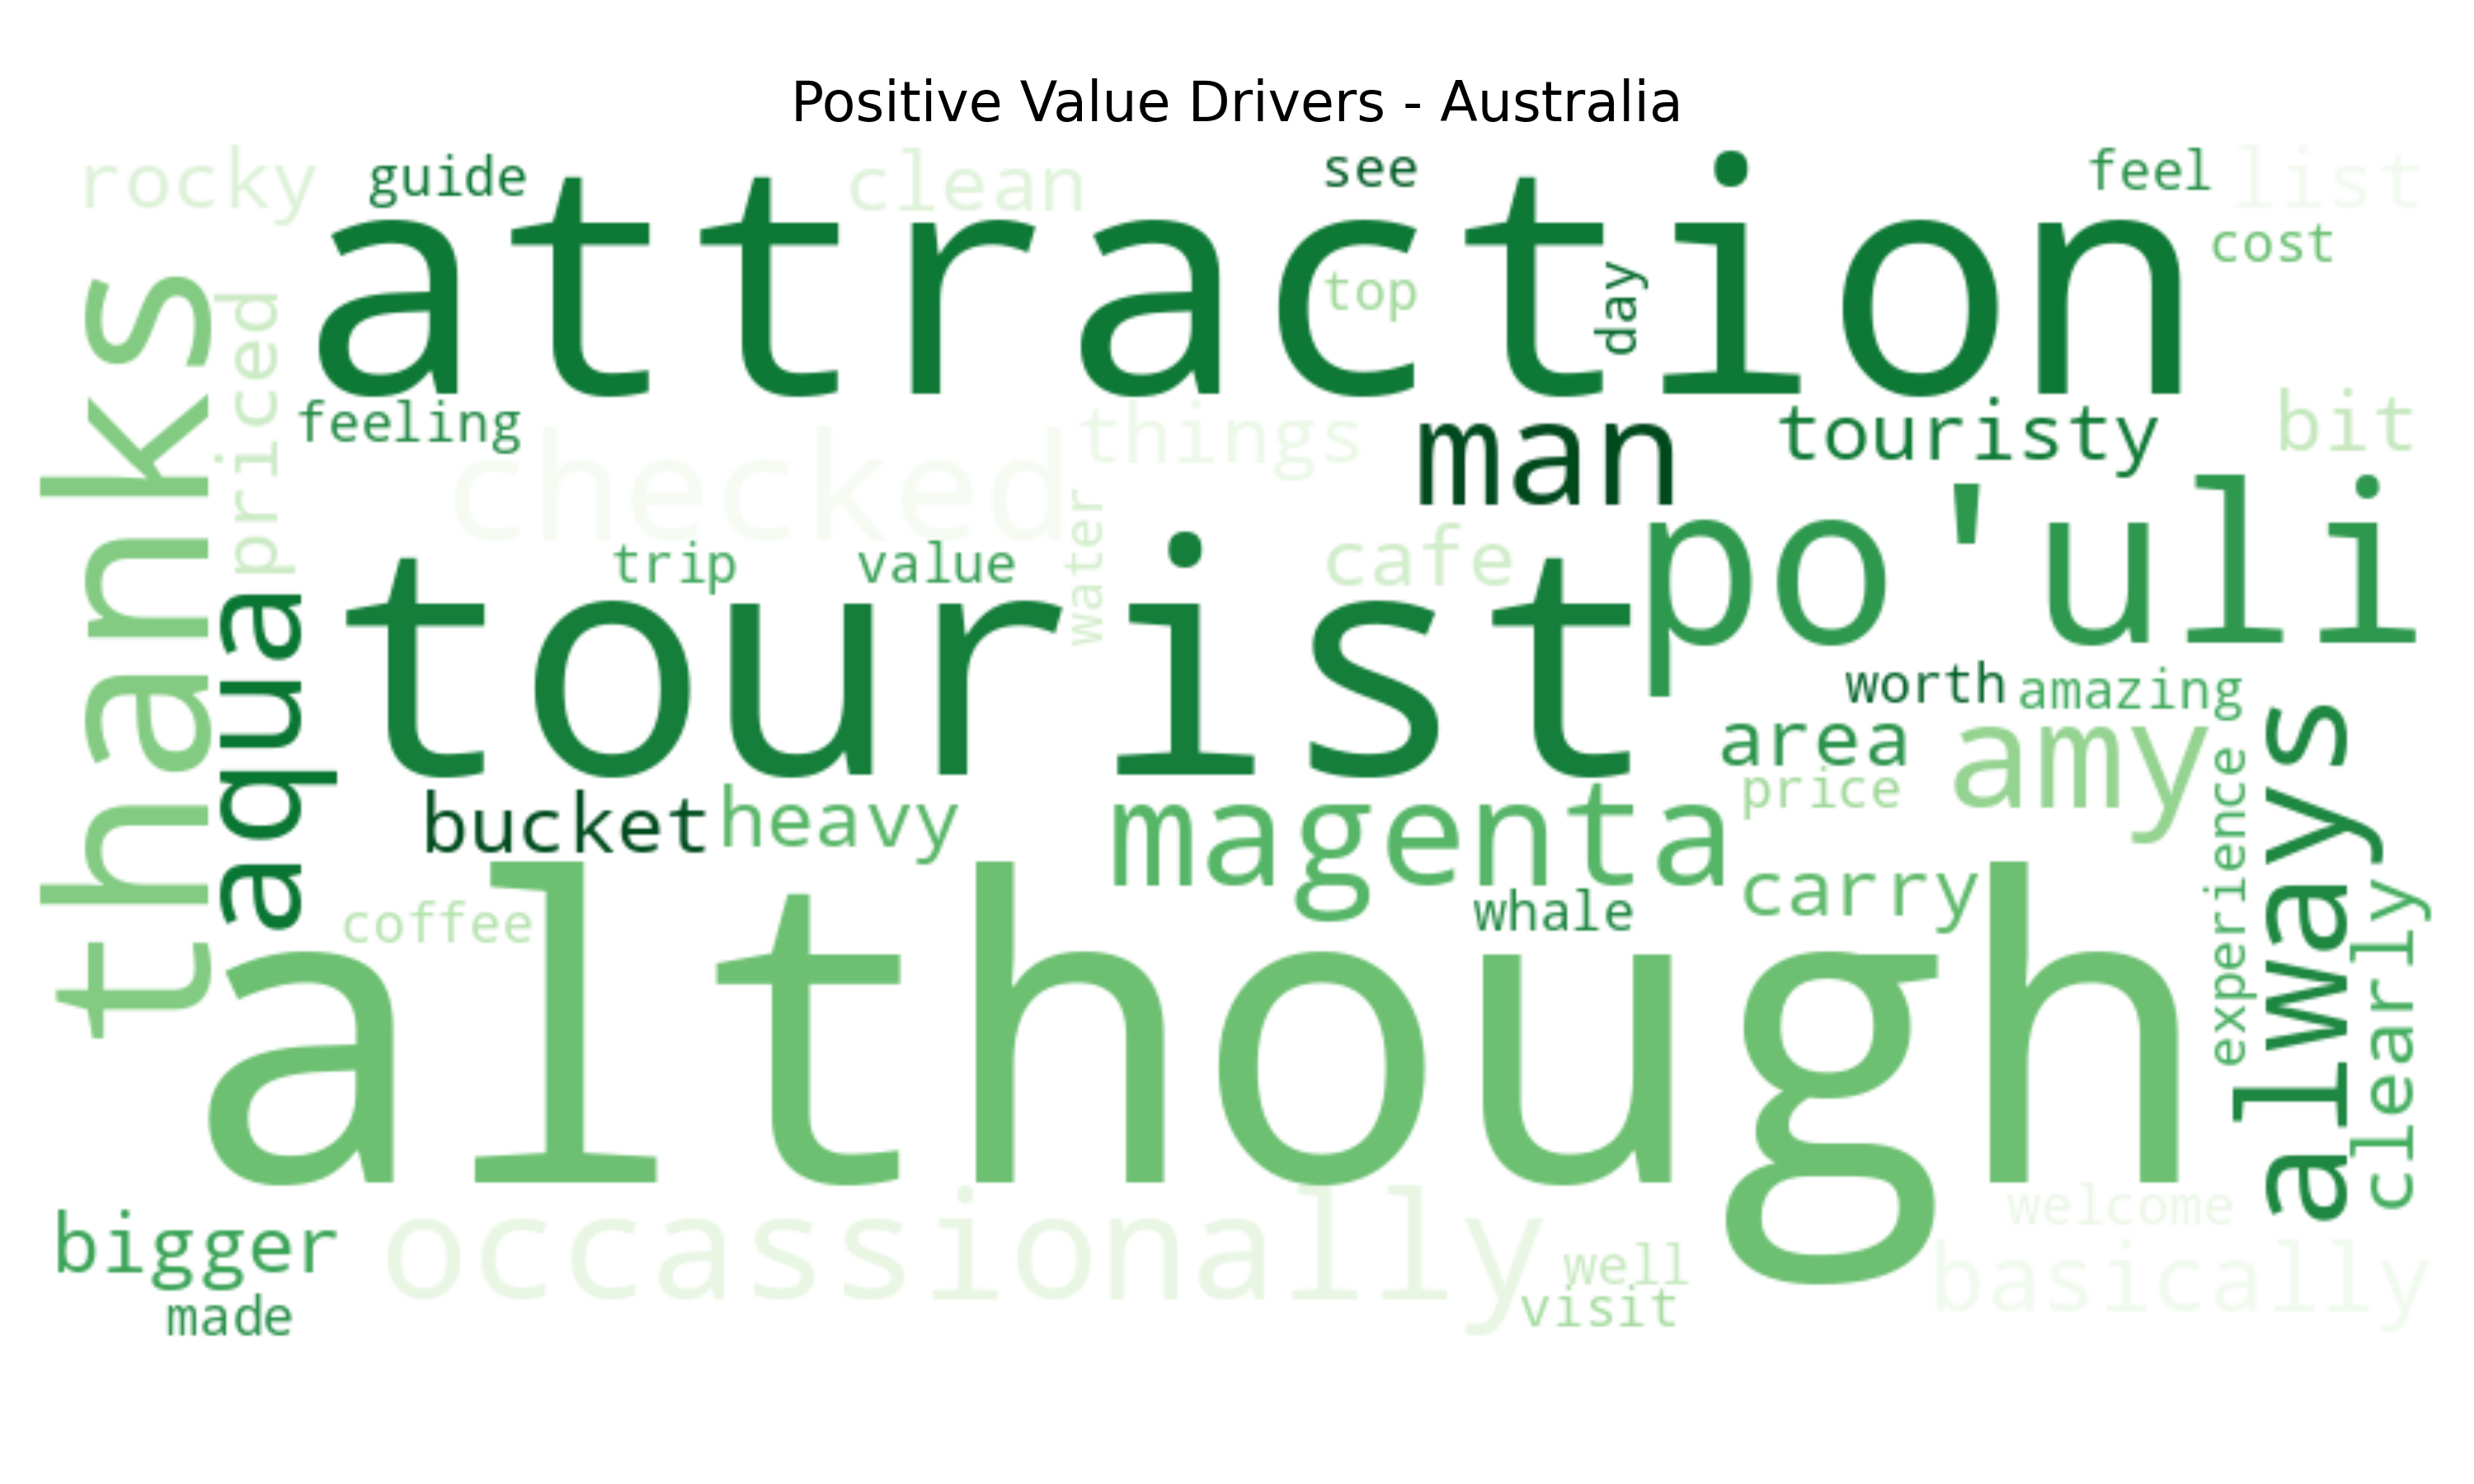 Positive Value Drivers - Australia
rocky
guide
clean
see
feel
list
attraction
cost
top
day
thanks
priced
feeling
checked
things
man
touristy
bit
po'uli
water
trip
value
cafe
tourist
aqua
worth
amazing
area
amy
price
bucket
heavy
magenta
carry
whale
coffee
experience
always
clearly
although
bigger
occassionally
welcome
well
basically
made
visit